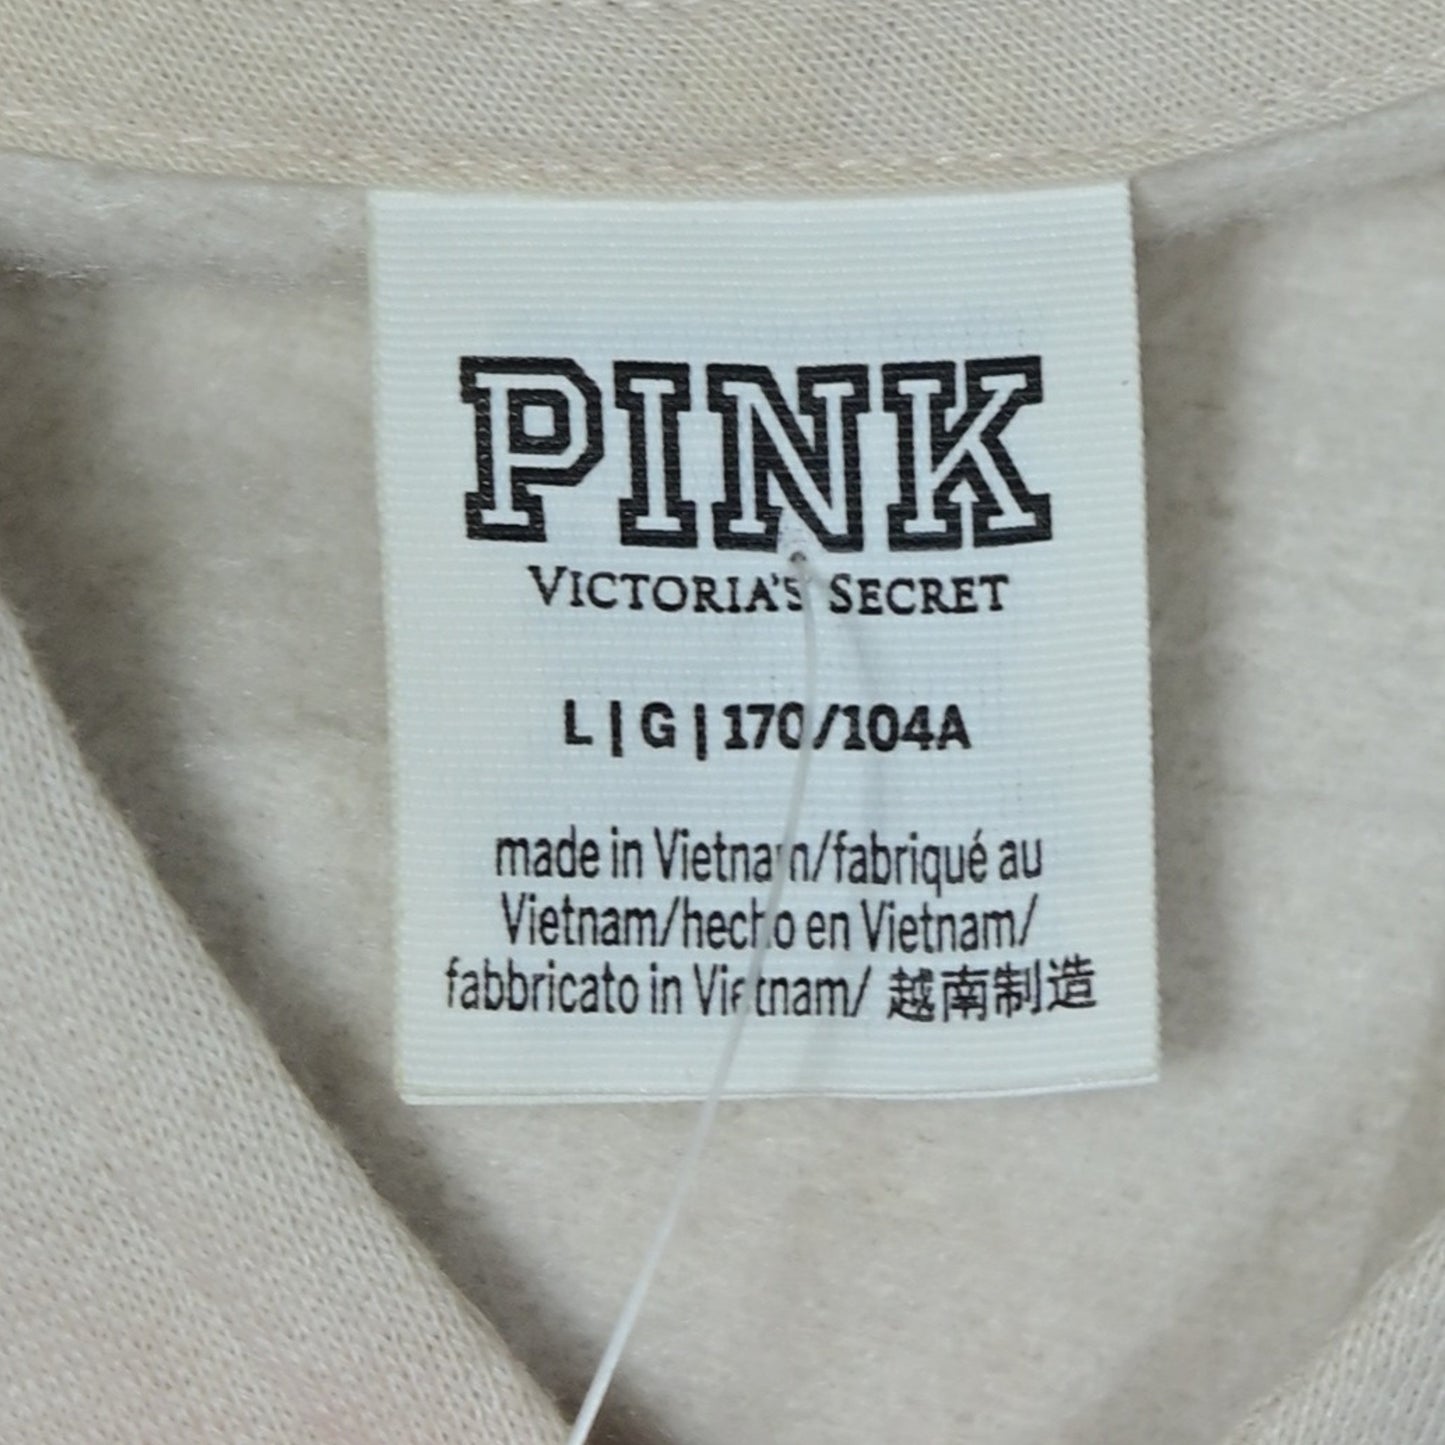 PINK
VICTORIA'S SECRET
L | G | 170/104A
made in Vietnam/fabriqué au
Vietnam/hecho en Vietnam/
fabbricato in Vietnam/ 越南制造